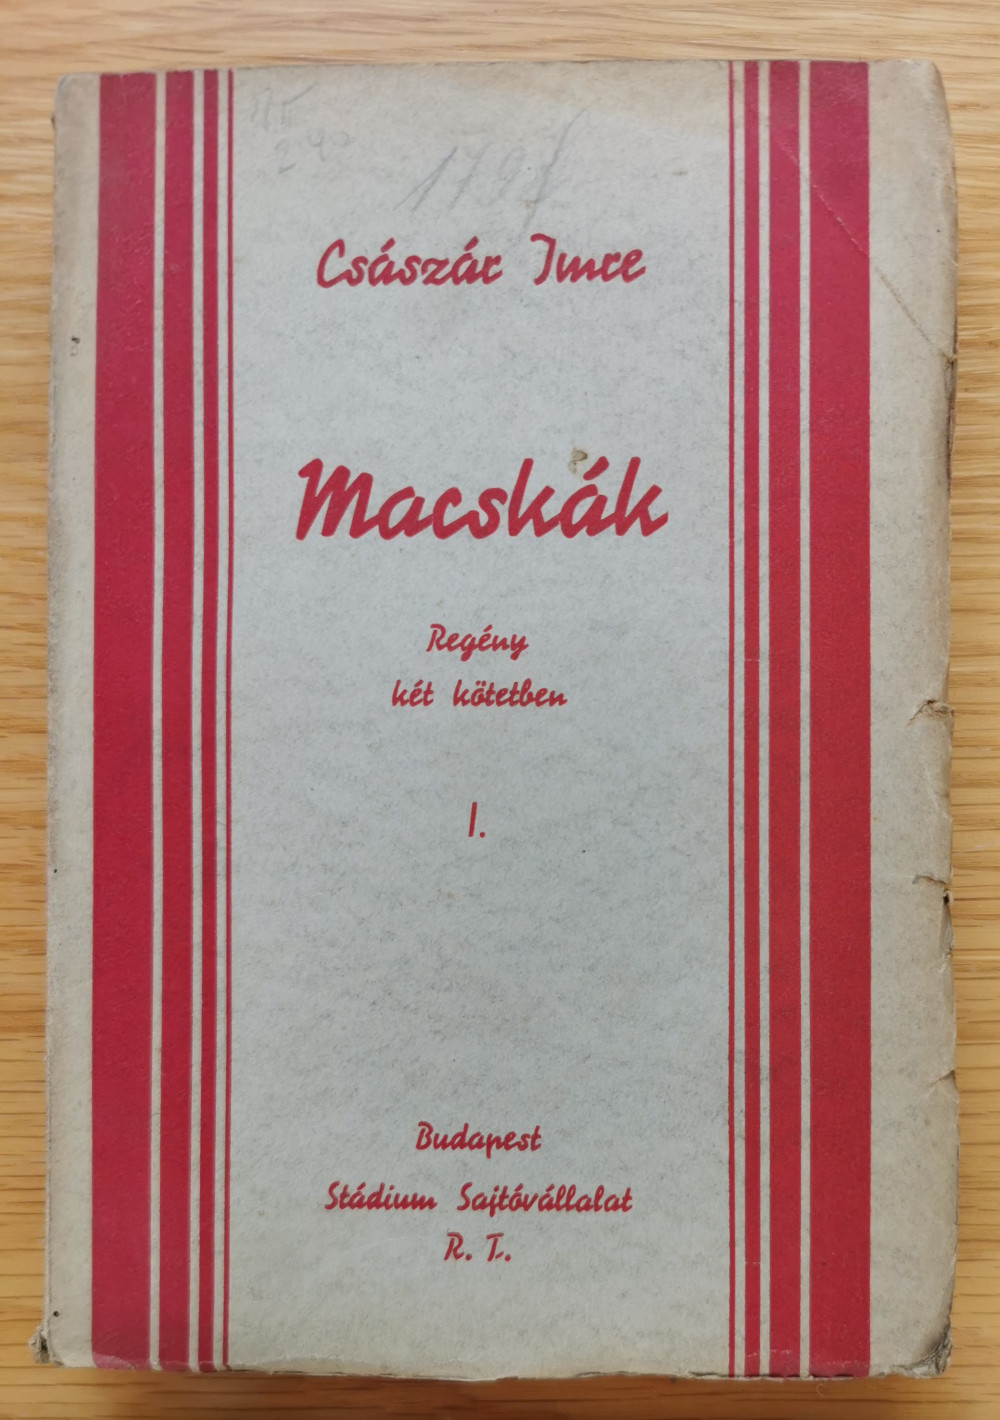 Császár Imre
Macskák
Regény
két kötetben
I.
Budapest
Stádium Sajtóvállalat
R. T.